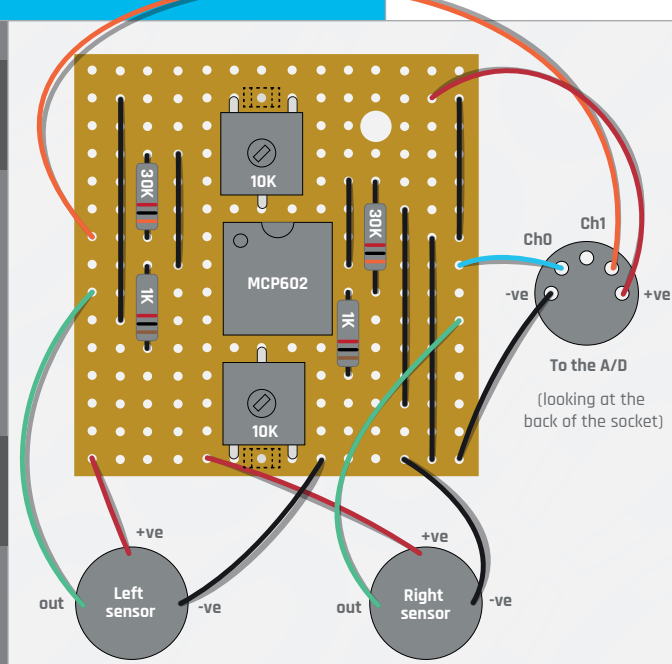 10K
30K
30K
Ch1
Ch0
MCP602
-ve
+ve
1K
1K
To the A/D
(looking at the
back of the socket)
10K
+ve
+ve
Left
sensor
Right
sensor
out
-ve
out
-ve